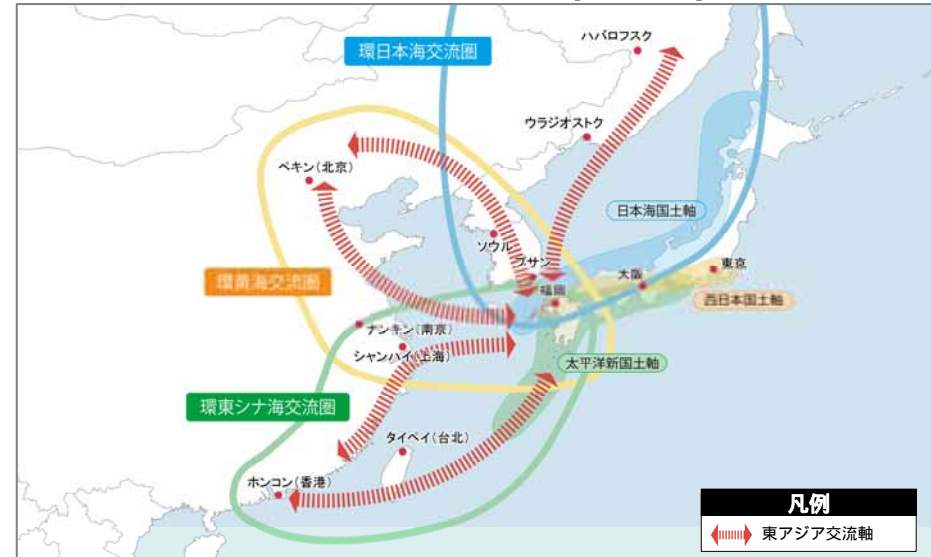 ハバロフスク
環日本海交流圏
ウラジオストク
ペキン(北京)
日本海国土軸
ソウル
プサン
東京
大阪
福岡
環黄海交流圏
西日本国土軸
ナンキン(南京)
シャンハイ(上海)
太平洋新国土軸
環東シナ海交流圏
タイペイ(台北)
ホンコン(香港)
凡例
東アジア交流軸